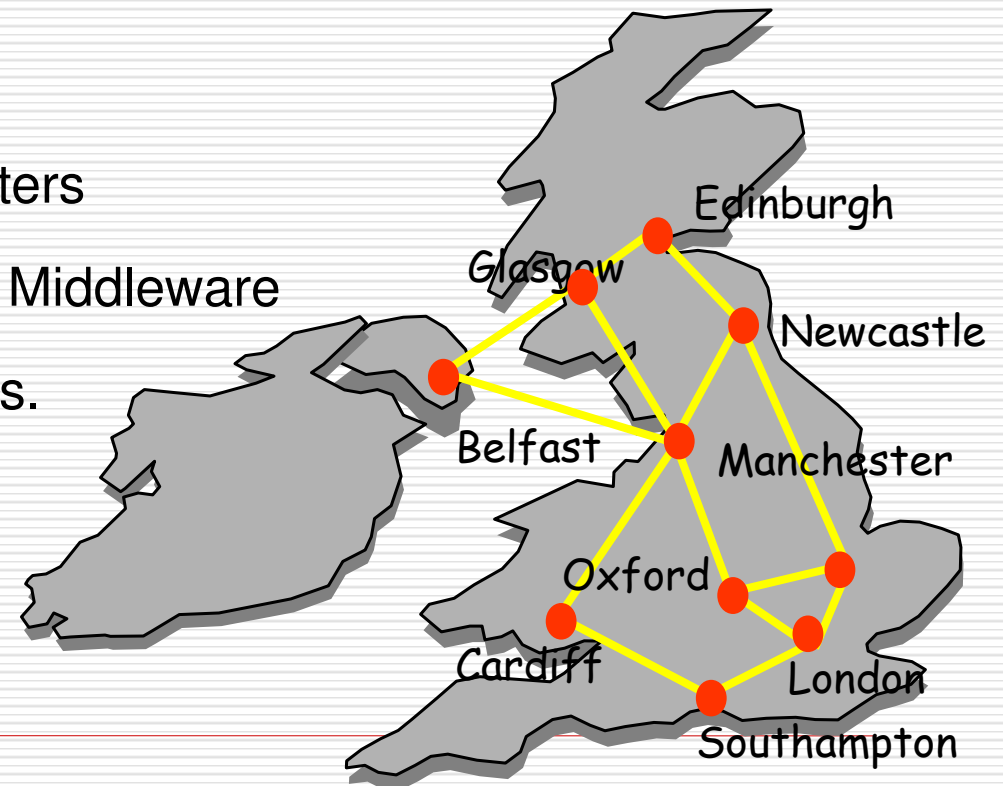 ters
Edinburgh
Glasgow
Middleware
Newcastle
s.
Belfast
Manchester
Oxford
Cardiff
London
Southampton